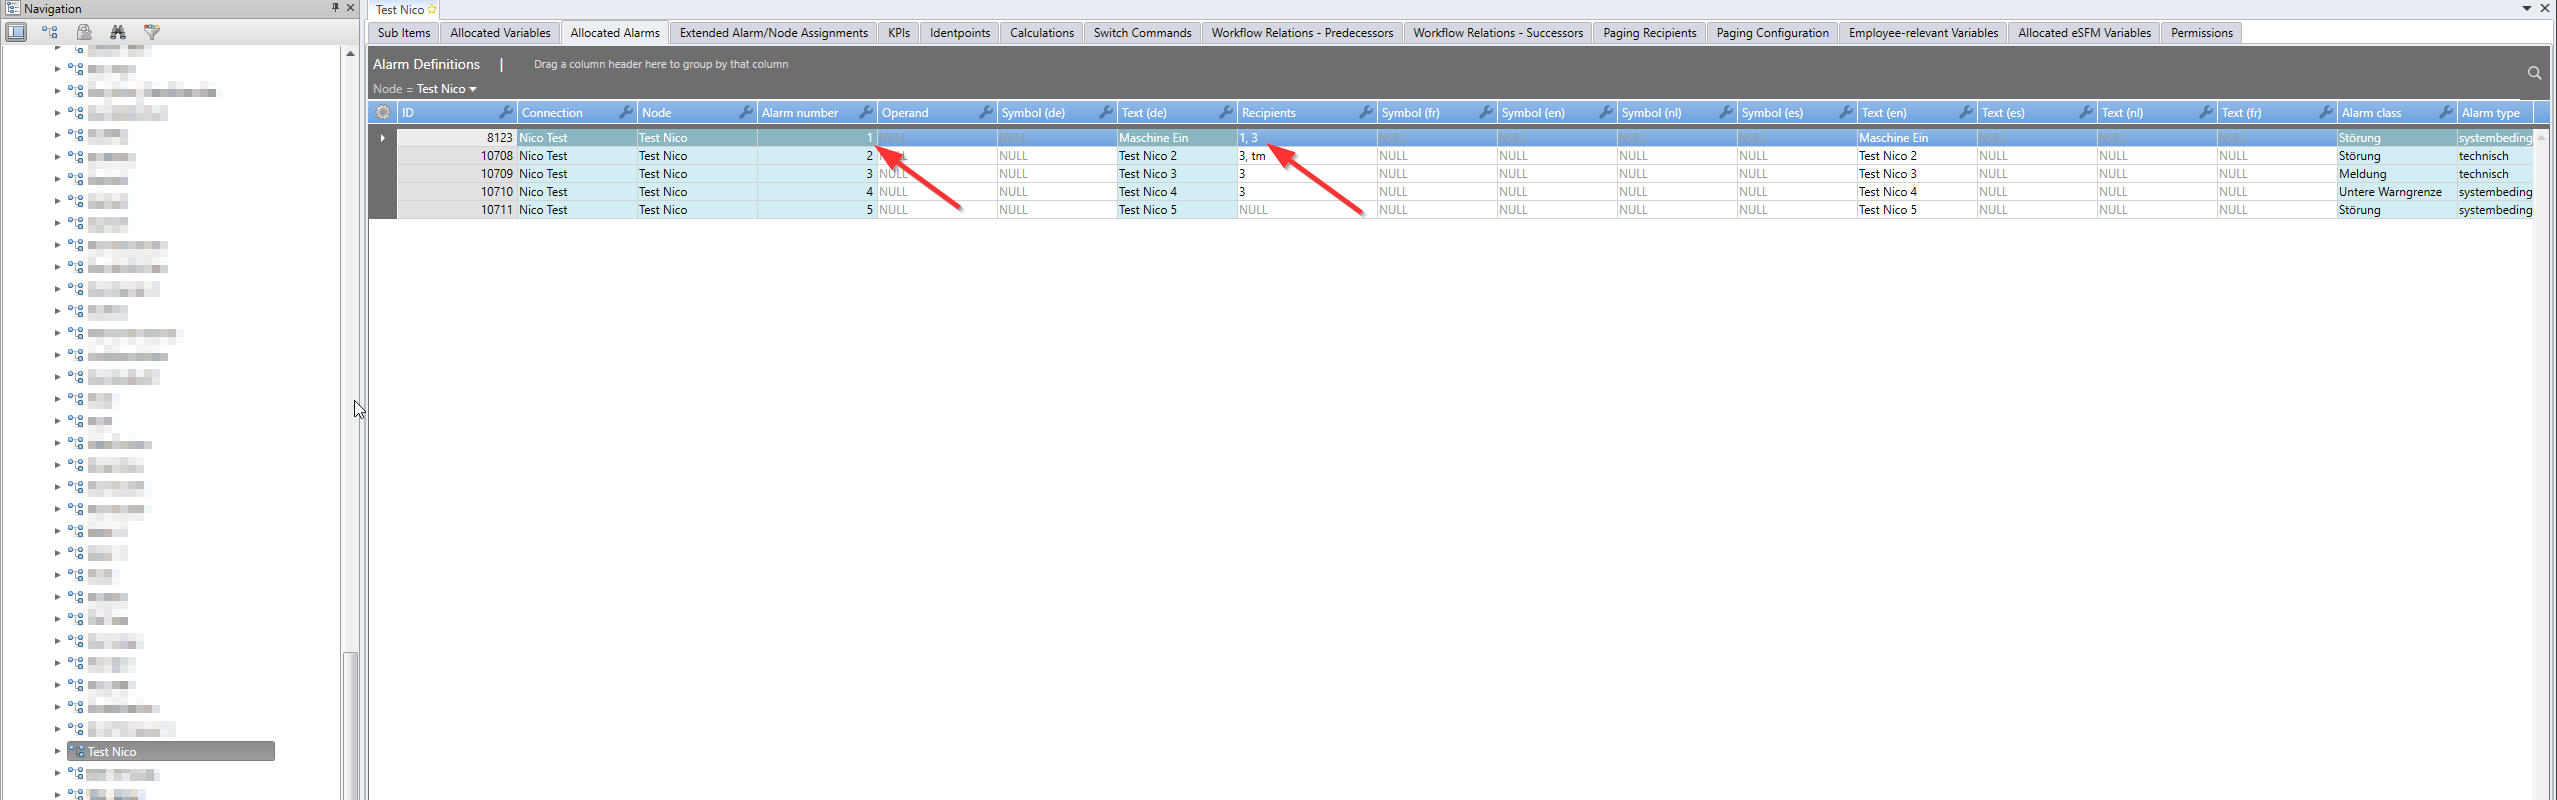 Navigation
Test Nico
Sub Items Allocated Variables Allocated Alarms Extended Alarm/Node Assignments KPIs Identpoints Calculations Switch Commands Workflow Relations - Predecessors Workflow Relations - Successors Paging Recipients Paging Configuration Employee-relevant Variables Allocated eSFM Variables Permissions
Alarm Definitions | Drag a column header here to group by that column
Node = Test Nico
ID Connection Node Alarm number Operand Symbol (de) Text (de) Recipients Symbol (fr) Symbol (en) Symbol (nl) Symbol (es) Text (en) Text (es) Text (nl) Text (fr) Alarm class Alarm type
8123 Nico Test Test Nico 1 NULL NULL Maschine Ein 1, 3 NULL NULL NULL NULL Maschine Ein NULL NULL NULL Störung systembeding
10708 Nico Test Test Nico 2 NULL NULL Test Nico 2 3, tm NULL NULL NULL NULL Test Nico 2 NULL NULL NULL Störung technisch
10709 Nico Test Test Nico 3 NULL NULL Test Nico 3 3 NULL NULL NULL NULL Test Nico 3 NULL NULL NULL Meldung technisch
10710 Nico Test Test Nico 4 NULL NULL Test Nico 4 3 NULL NULL NULL NULL Test Nico 4 NULL NULL NULL Untere Warngrenze systembeding
10711 Nico Test Test Nico 5 NULL NULL Test Nico 5 NULL NULL NULL NULL NULL Test Nico 5 NULL NULL NULL Störung systembeding
Test Nico